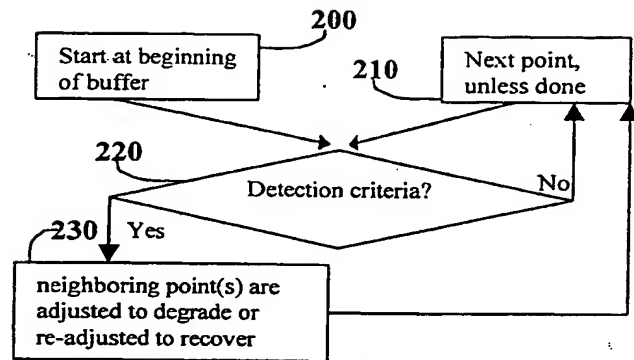 200
Start at beginning
of buffer
210
Next point,
unless done
220
Detection criteria?
No
230
Yes
neighboring point(s) are
adjusted to degrade or
re-adjusted to recover